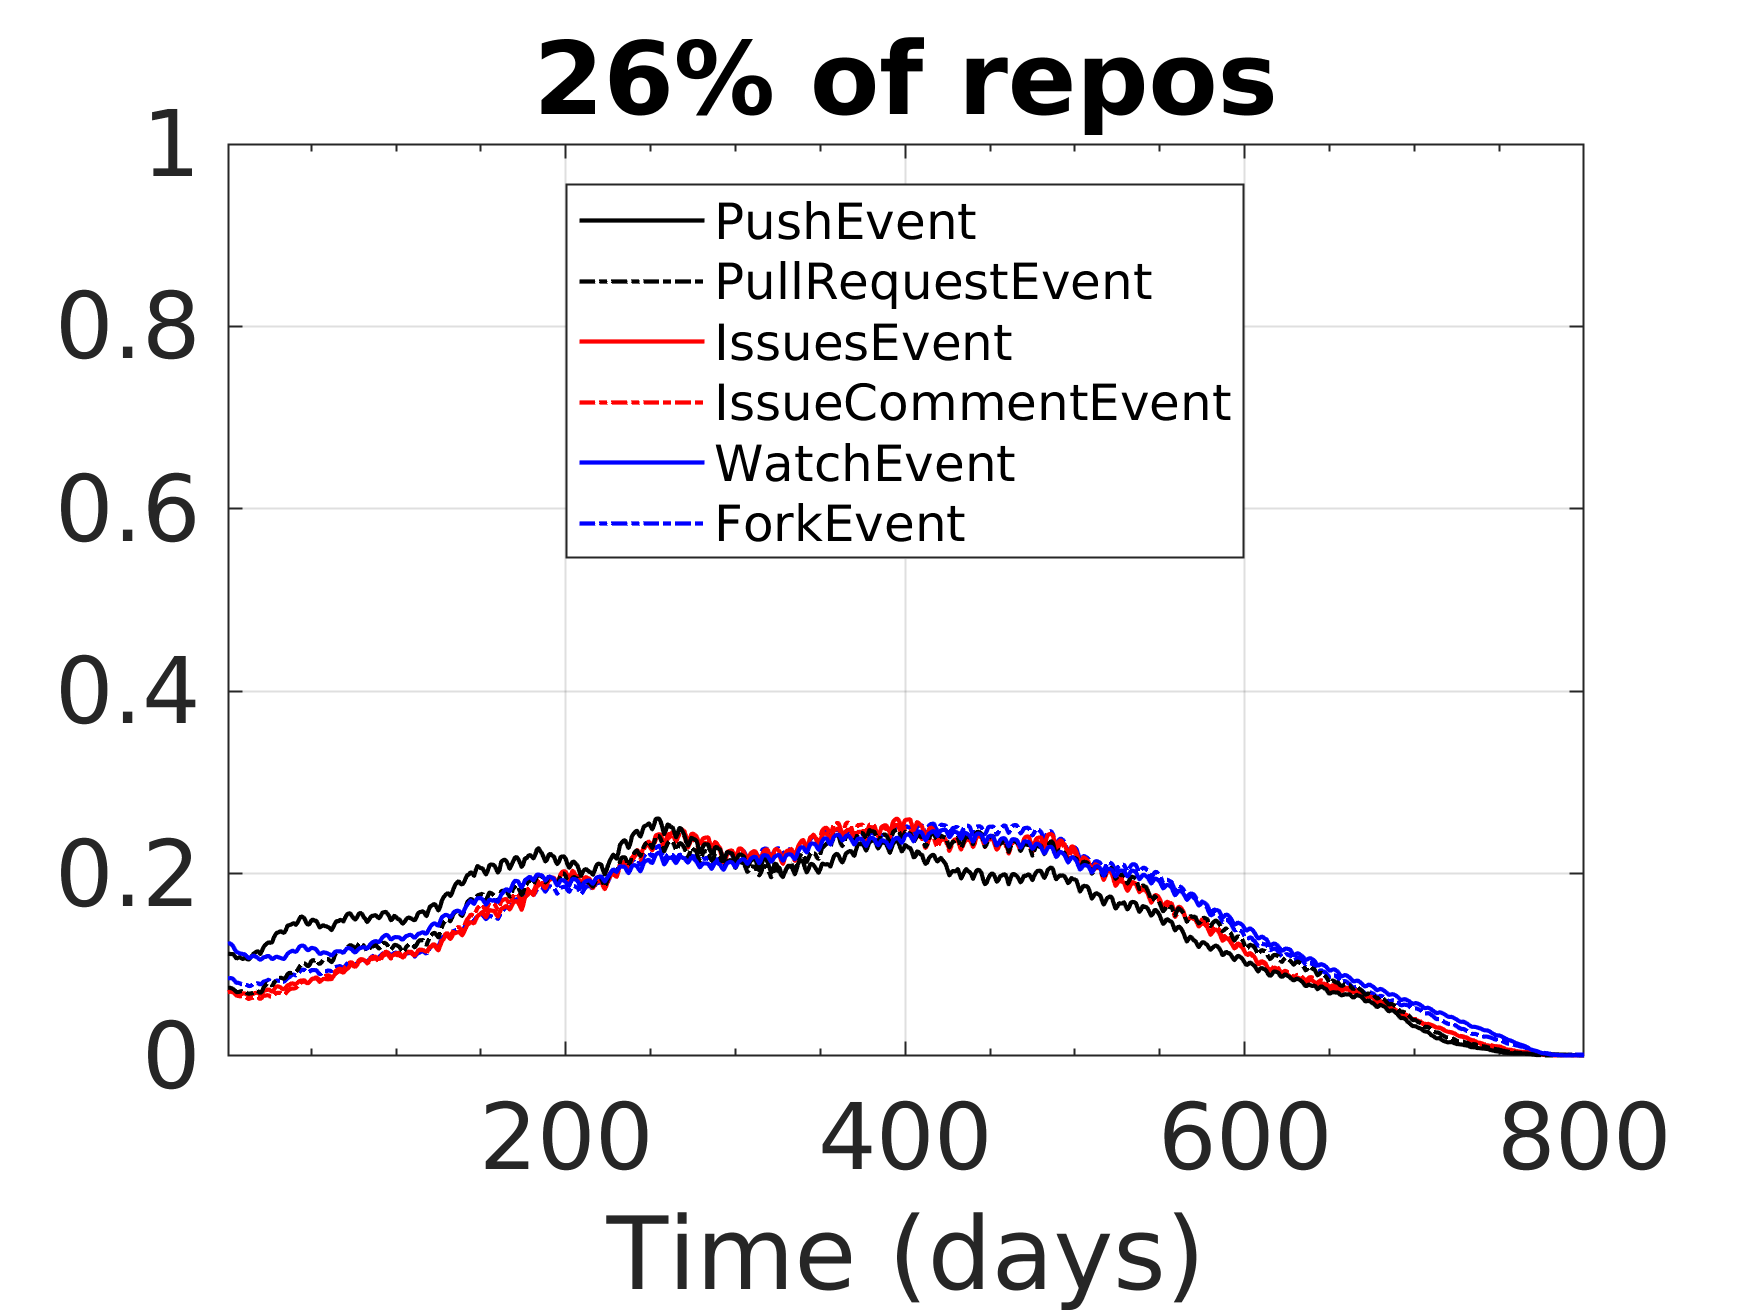 26% of repos
1
0.8
0.6
0.4
0.2
0
PushEvent
PullRequestEvent
IssuesEvent
IssueCommentEvent
WatchEvent
ForkEvent
200 400 600 800
Time (days)